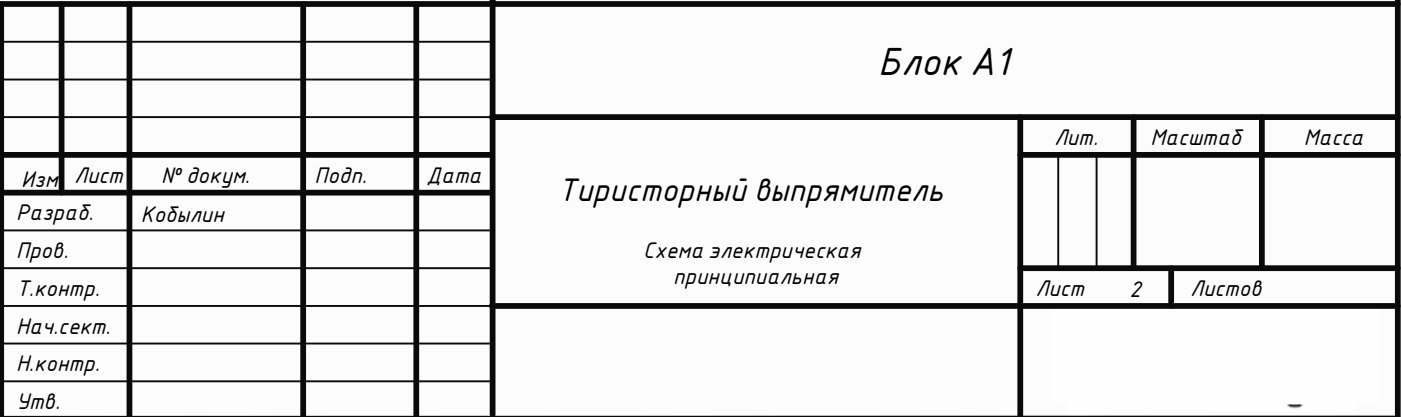 Блок А1
Лит. Масштаб Масса
Изм Лист № докум. Подп. Дата
Тиристорный выпрямитель
Разраб. Кобылин
Пров.
Схема электрическая
принципиальная
Т.контр.
Лист 2 Листов
Нач.сект.
Н.контр.
Утв.